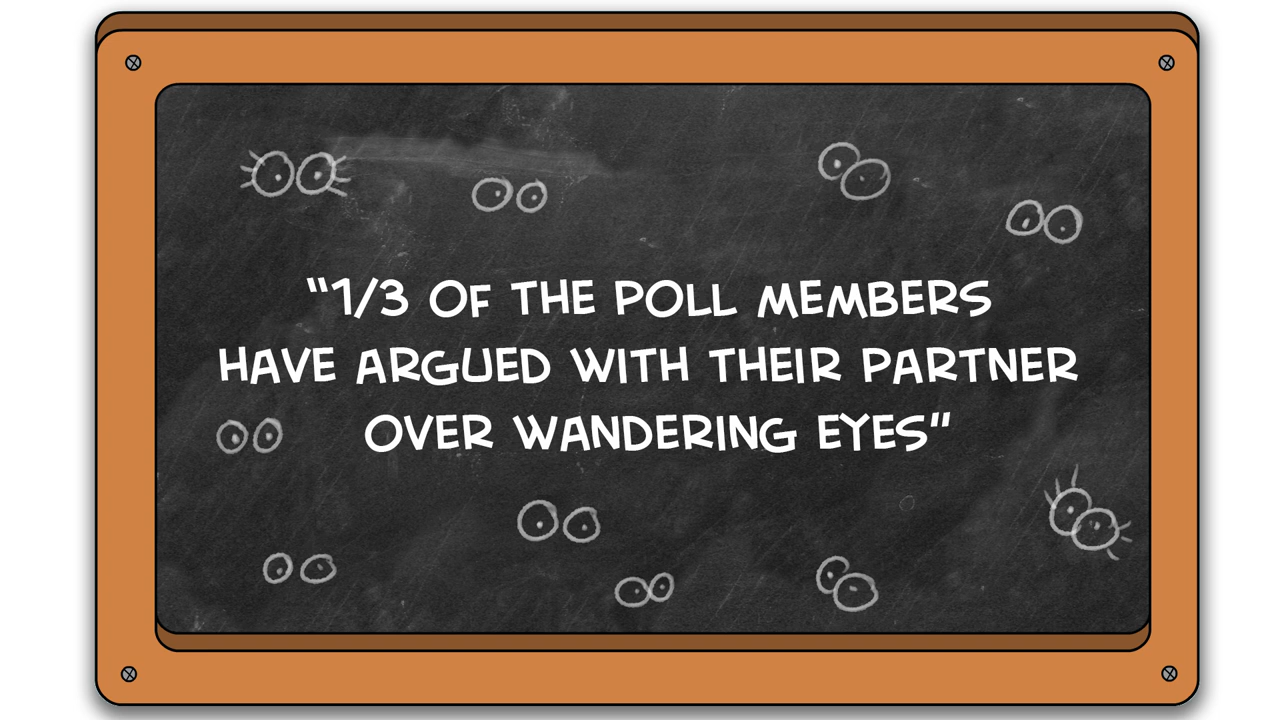 “1/3 OF THE POLL MEMBERS
HAVE ARGUED WITH THEIR PARTNER
OVER WANDERING EYES”